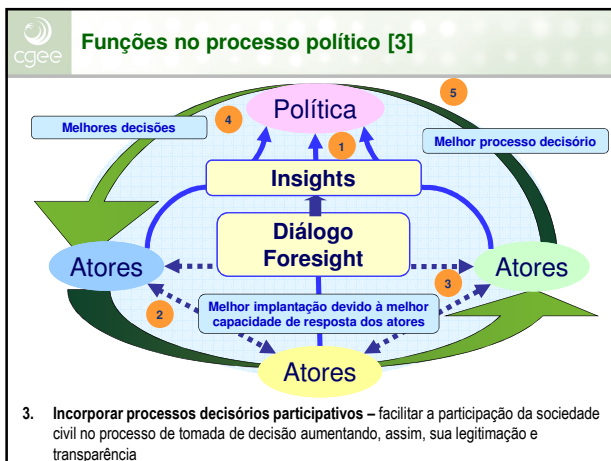 cgee
Funções no processo político [3]
5
4
Política
Melhores decisões
1
Melhor processo decisório
Insights
Diálogo
Foresight
Atores
Atores
3
2
Melhor implantação devido à melhor
capacidade de resposta dos atores
Atores
3. Incorporar processos decisórios participativos – facilitar a participação da sociedade
civil no processo de tomada de decisão aumentando, assim, sua legitimação e
transparência